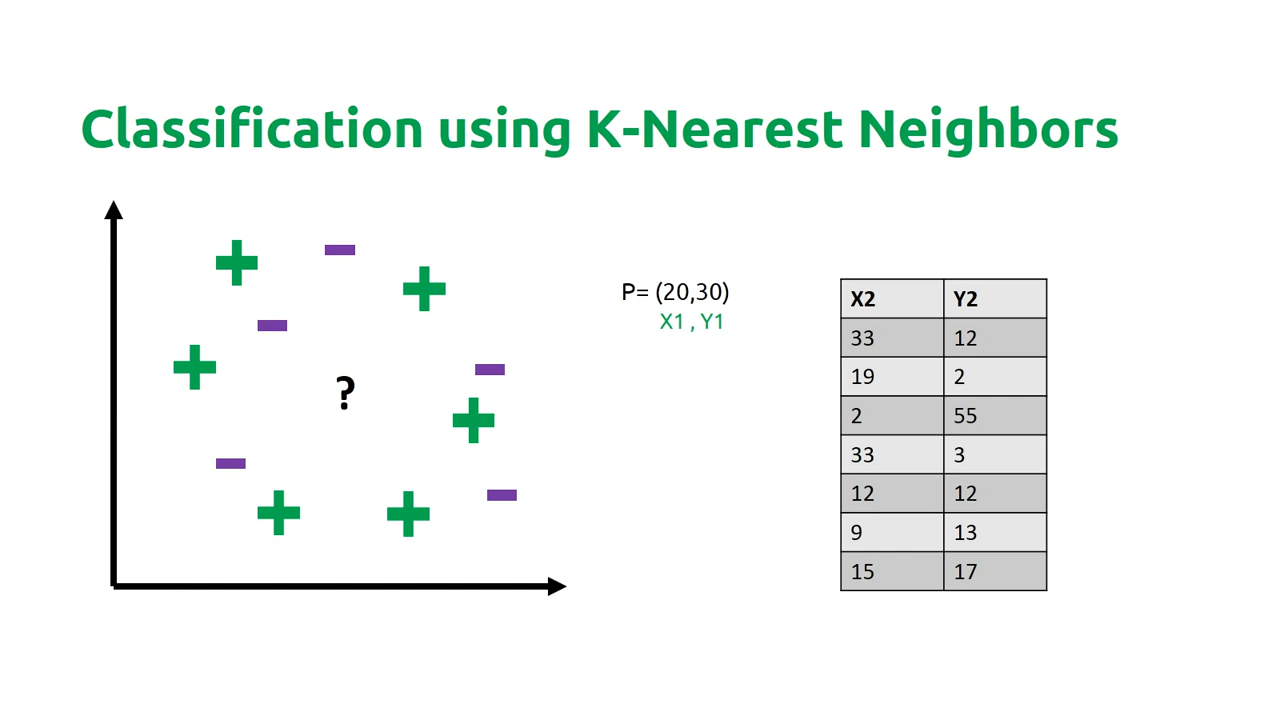 Classification using K-Nearest Neighbors
?
P= (20,30)
X1 , Y1
X2 Y2
33 12
19 2
2 55
33 3
12 12
9 13
15 17